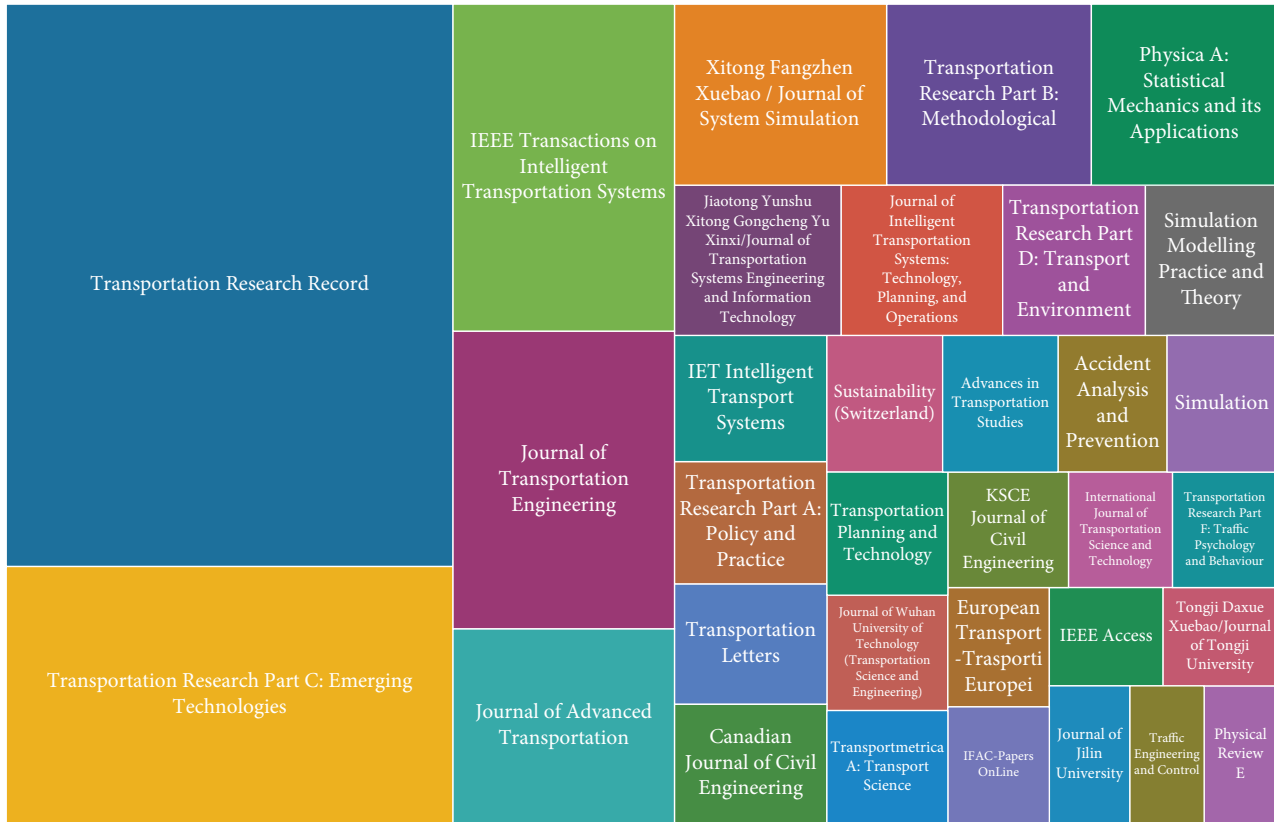 Transportation Research Record
Transportation Research Part C: Emerging
Technologies
IEEE Transactions on
Intelligent
Transportation Systems
Journal of
Transportation
Engineering
Journal of Advanced
Transportation
Xitong Fangzhen
Xuebao / Journal of
System Simulation
Transportation
Research Part B:
Methodological
Physica A:
Statistical
Mechanics and its
Applications
Jiaotong Yunshu
Xitong Gongcheng Yu
Xinxi/Journal of
Transportation
Systems Engineering
and Information
Technology
Journal of
Intelligent
Transportation
Systems:
Technology,
Planning, and
Operations
Transportation
Research Part
D: Transport
and
Environment
Simulation
Modelling
Practice and
Theory
IET Intelligent
Transport
Systems
Sustainability
(Switzerland)
Advances in
Transportation
Studies
Accident
Analysis
and
Prevention
Simulation
Transportation
Research Part A:
Policy and
Practice
Transportation
Planning and
Technology
KSCE
Journal of
Civil
Engineering
International
Journal of
Transportation
Science and
Technology
Transportation
Research Part
F: Traffic
Psychology
and Behaviour
Transportation
Letters
Journal of Wuhan
University of
Technology
(Transportation
Science and
Engineering)
European
Transport
-Trasporti
Europei
IEEE Access
Tongji Daxue
Xuebao/Journal
of Tongji
University
Canadian
Journal of Civil
Engineering
Transportmetrica
A: Transport
Science
IFAC-Papers
OnLine
Journal of
Jilin
University
Traffic
Engineering
and Control
Physical
Review
E